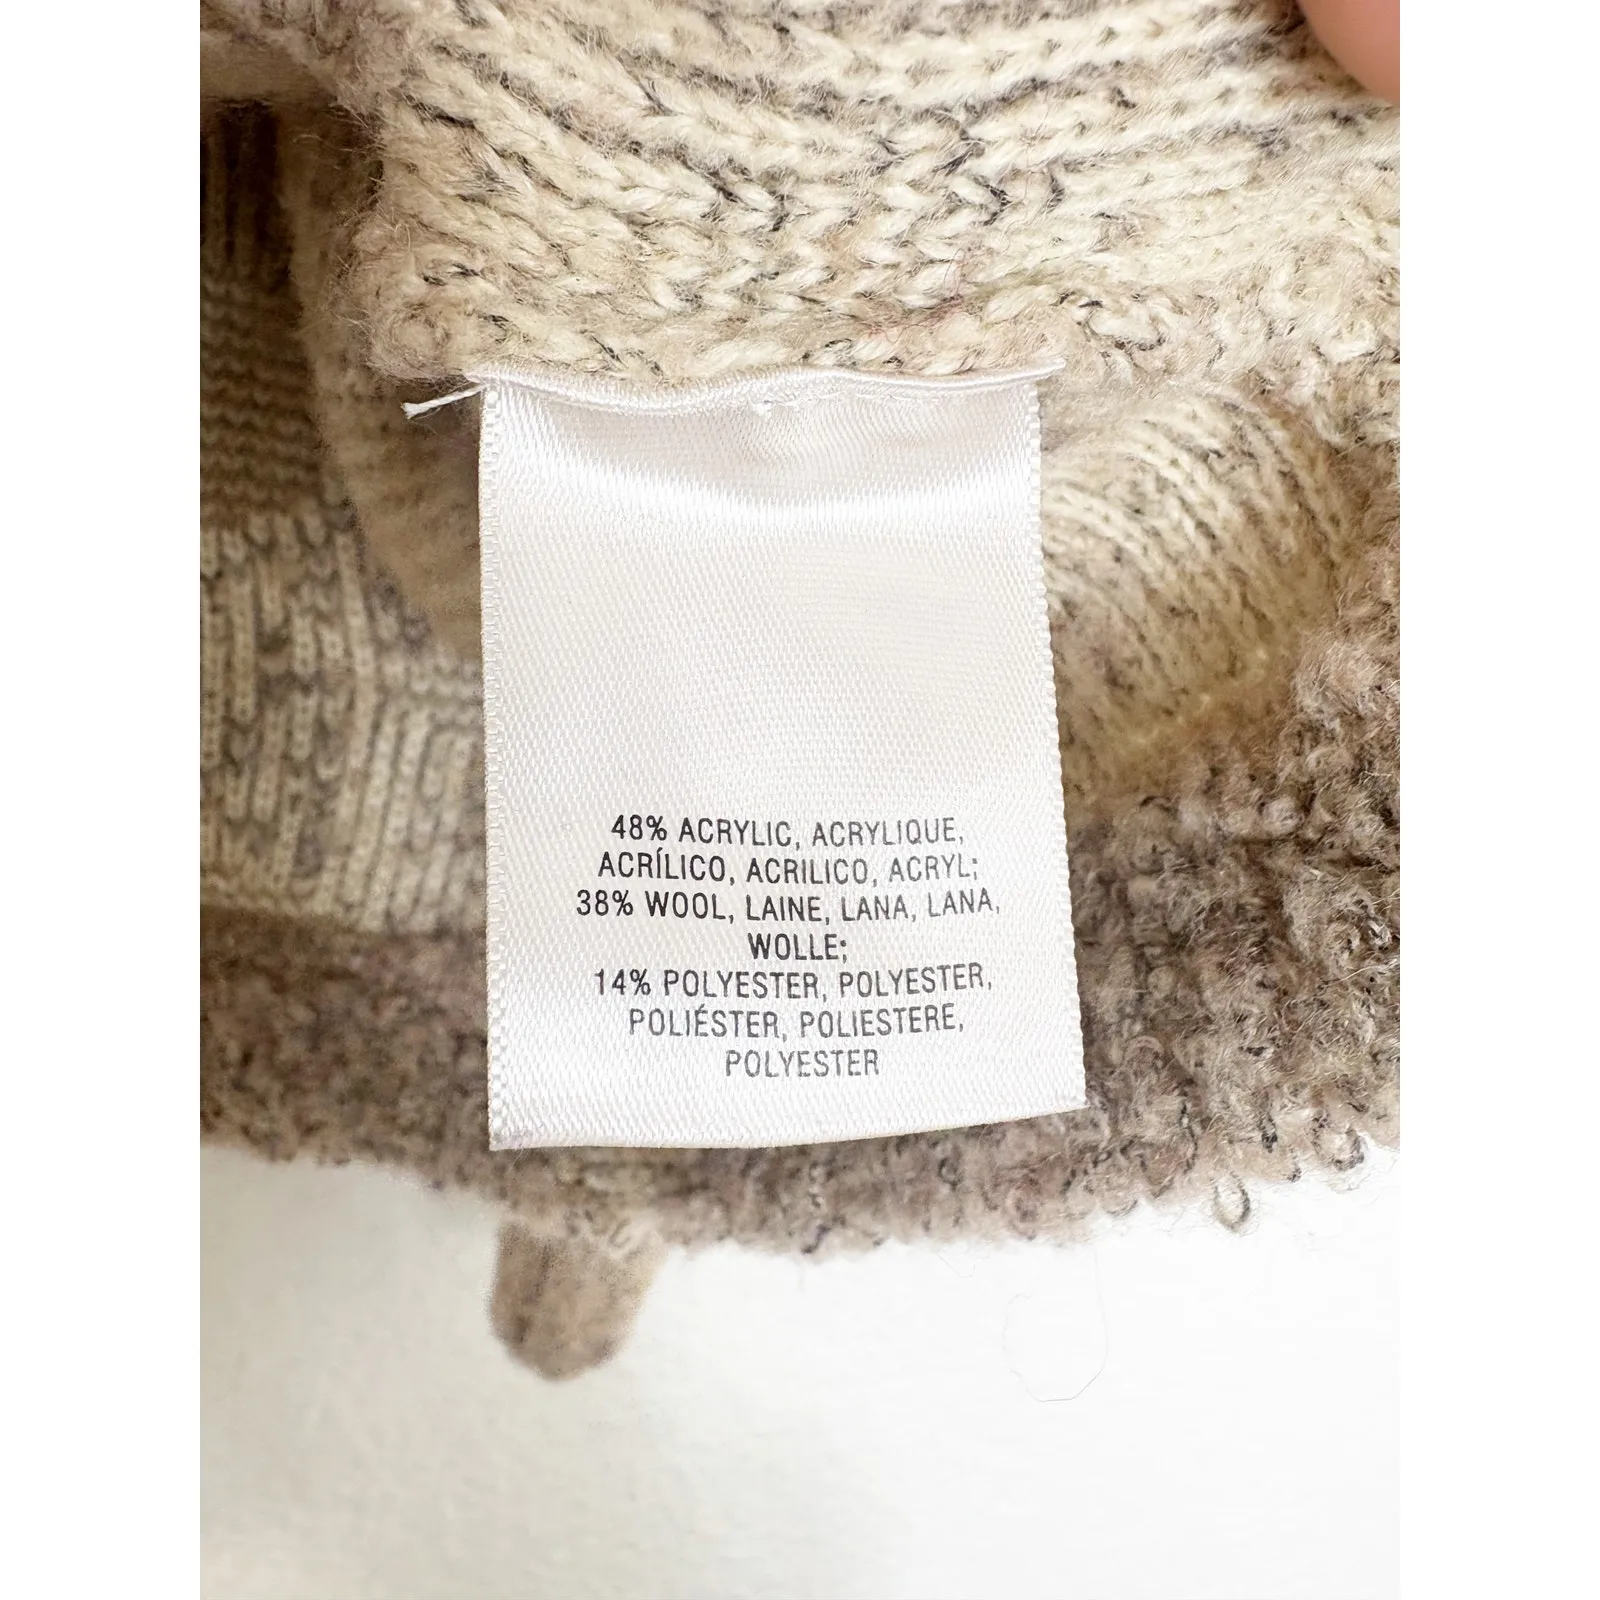 48% ACRYLIC, ACRYLIQUE,
ACRÍLICO, ACRILICO, ACRYL;
38% WOOL, LAINE, LANA, LANA,
WOLLE;
14% POLYESTER, POLYESTER,
POLIÉSTER, POLIESTERE,
POLYESTER